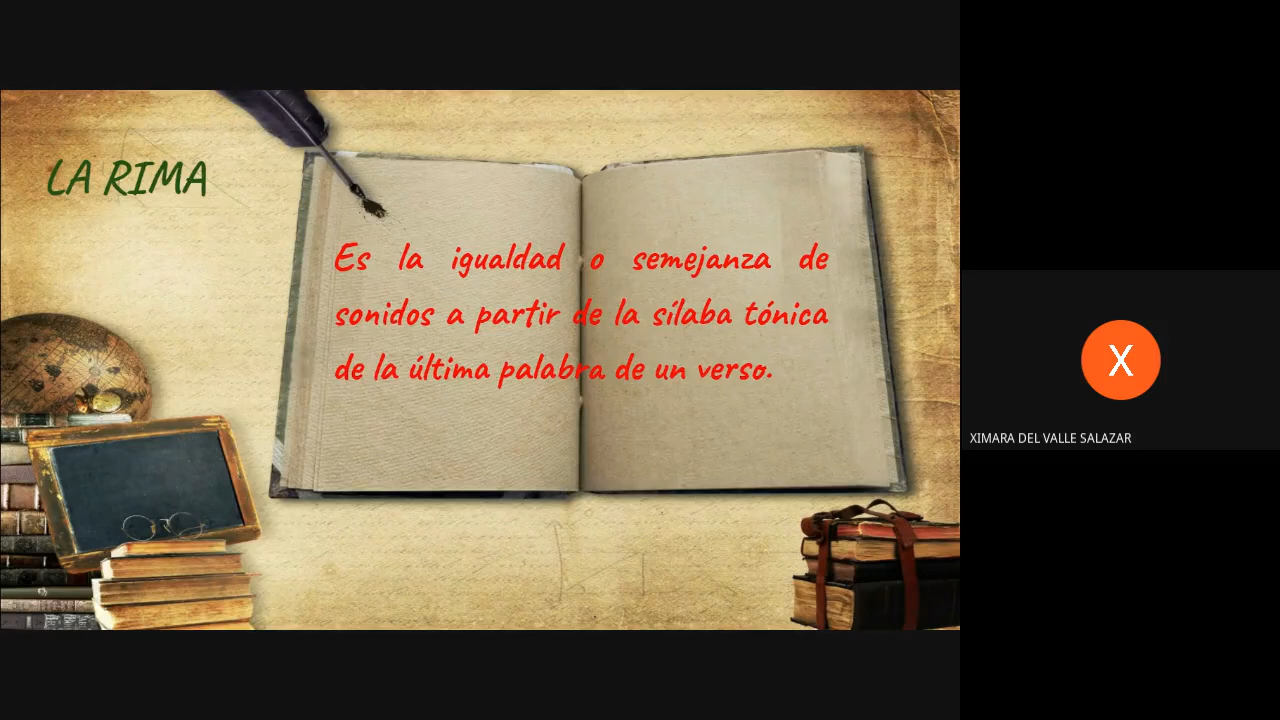 LA RIMA
Es la igualdad o semejanza de
sonidos a partir de la sílaba tónica
de la última palabra de un verso.
X
XIMARA DEL VALLE SALAZAR